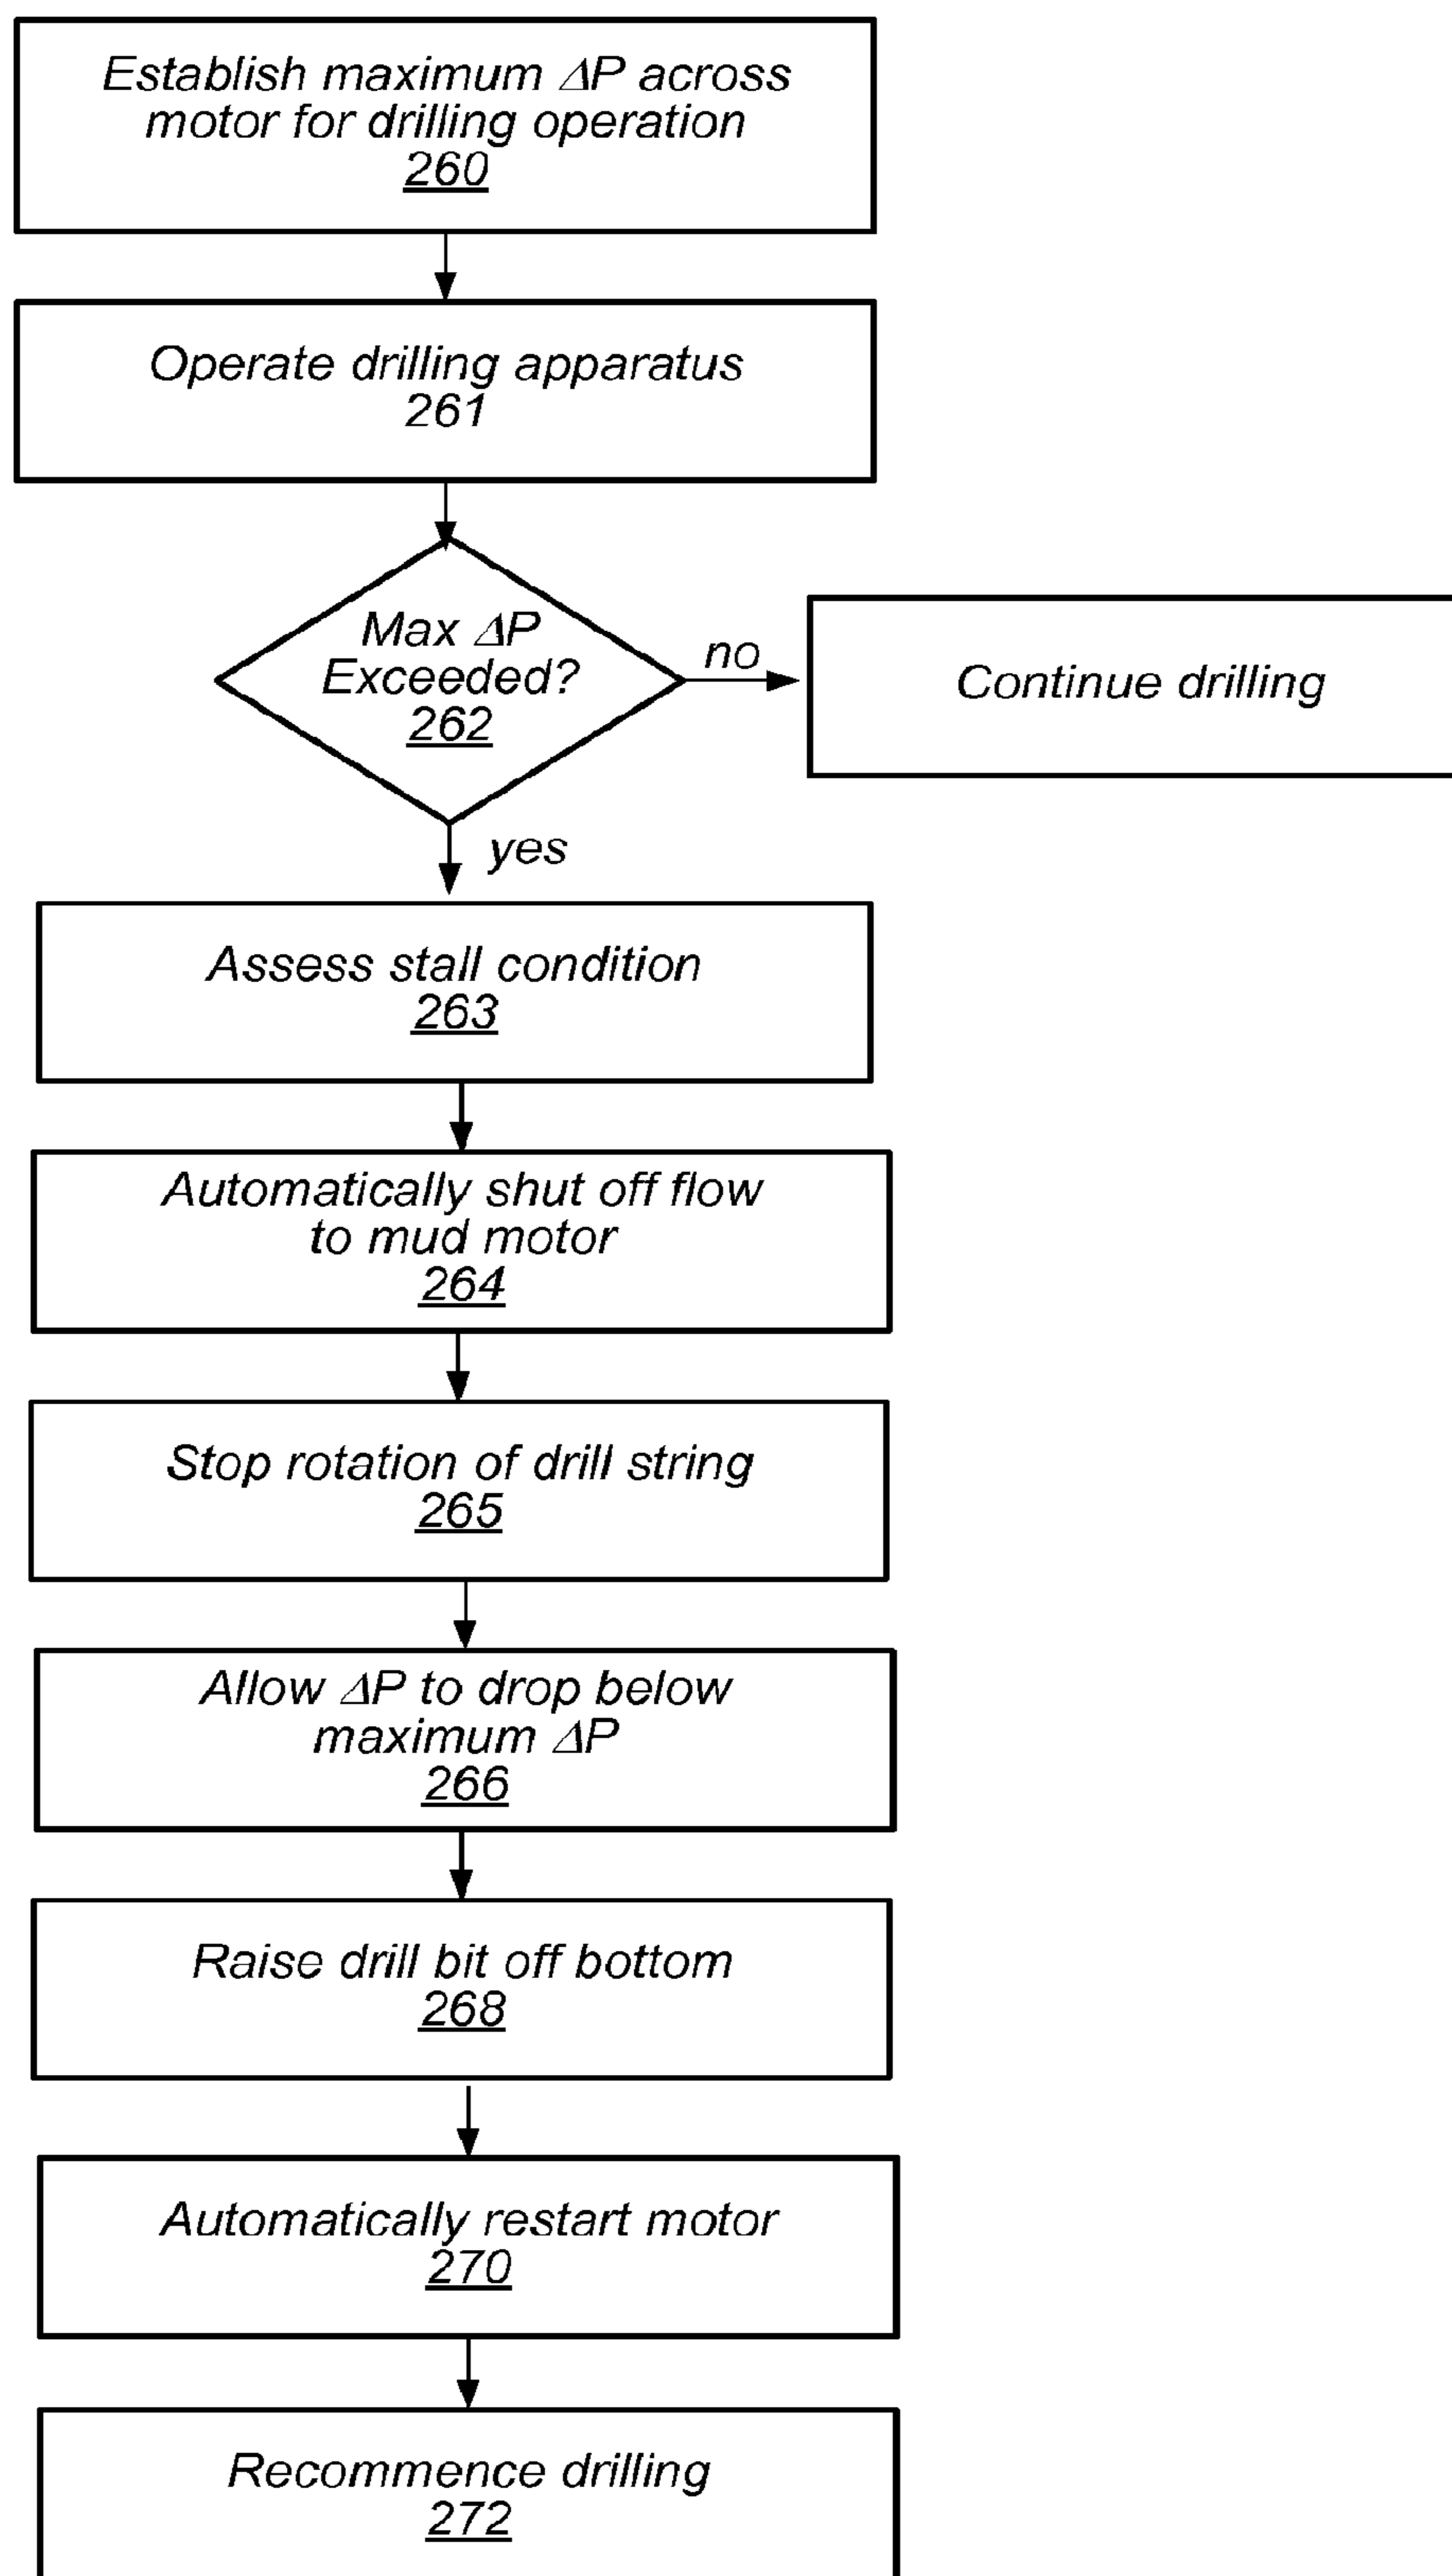 Establish maximum ΔP across
motor for drilling operation
260
Operate drilling apparatus
261
Max ΔP
Exceeded?
262
no
Continue drilling
yes
Assess stall condition
263
Automatically shut off flow
to mud motor
264
Stop rotation of drill string
265
Allow ΔP to drop below
maximum ΔP
266
Raise drill bit off bottom
268
Automatically restart motor
270
Recommence drilling
272